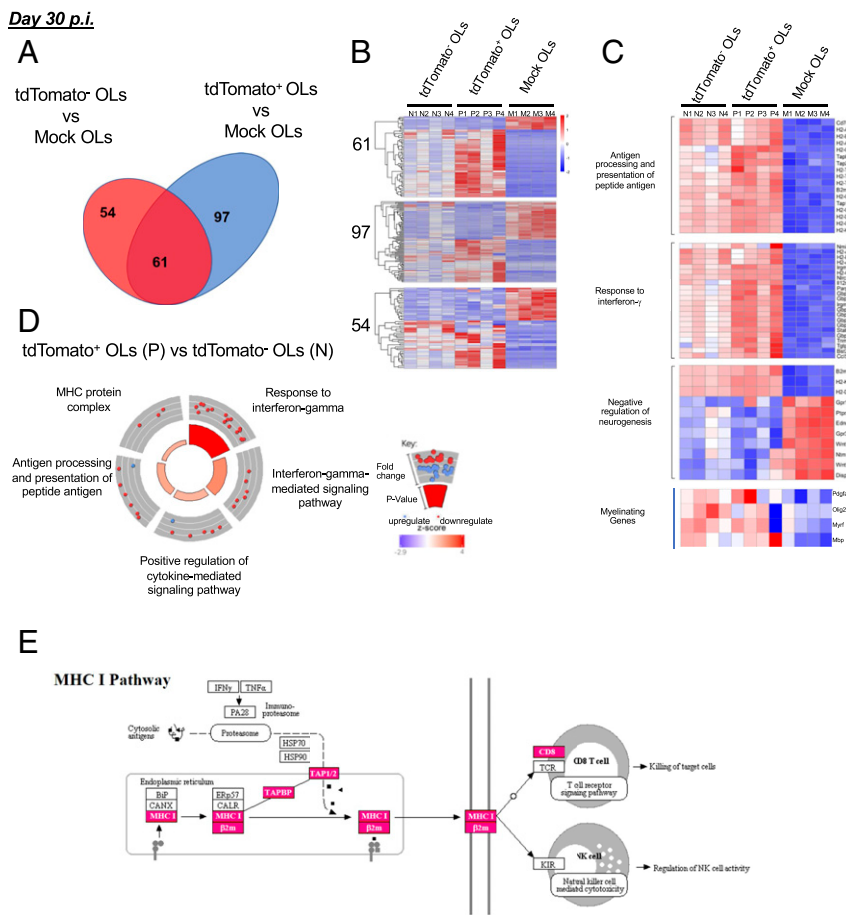 Day 30 p.i.
A
tdTomato- OLs
vs
Mock OLs
tdTomato+ OLs
vs
Mock OLs
54
97
61
B
tdTomato- OLs
tdTomato+ OLs
Mock OLs
N1 N2 N3 N4 P1 P2 P3 P4 M1 M2 M3 M4
61
97
54
C
tdTomato- OLs
tdTomato+ OLs
Mock OLs
N1 N2 N3 N4 P1 P2 P3 P4 M1 M2 M3 M4
Antigen
processing and
presentation of
peptide antigen
Response to
interferon-γ
Negative
regulation of
neurogenesis
Myelinating
Genes
Olig2
Myrf
Mbp
D
tdTomato+ OLs (P) vs tdTomato- OLs (N)
MHC protein
complex
Response to
interferon-gamma
Antigen processing
and presentation of
peptide antigen
Interferon-gamma-
mediated signaling
pathway
Positive regulation of
cytokine-mediated
signaling pathway
Key:
Fold
change
P-Value
upregulate downregulate
z-score
-2.9 4
E
MHC I Pathway
IFNγ TNFα
PA28 Immuno-
proteasome
Cytosolic
antigens
Proteasome
HSP70
HSP90
TAP1/2
Endoplasmic reticulum
BiP
CANX
MHC I
ERp57
CALR
MHC I
β2m
TAPBP
MHC I
β2m
MHC I
β2m
CD8
TCR
CD8 T cell
T cell receptor
signaling pathway
Killing of target cells
KIR
NK cell
Natural killer cell
mediated cytotoxicity
Regulation of NK cell activity